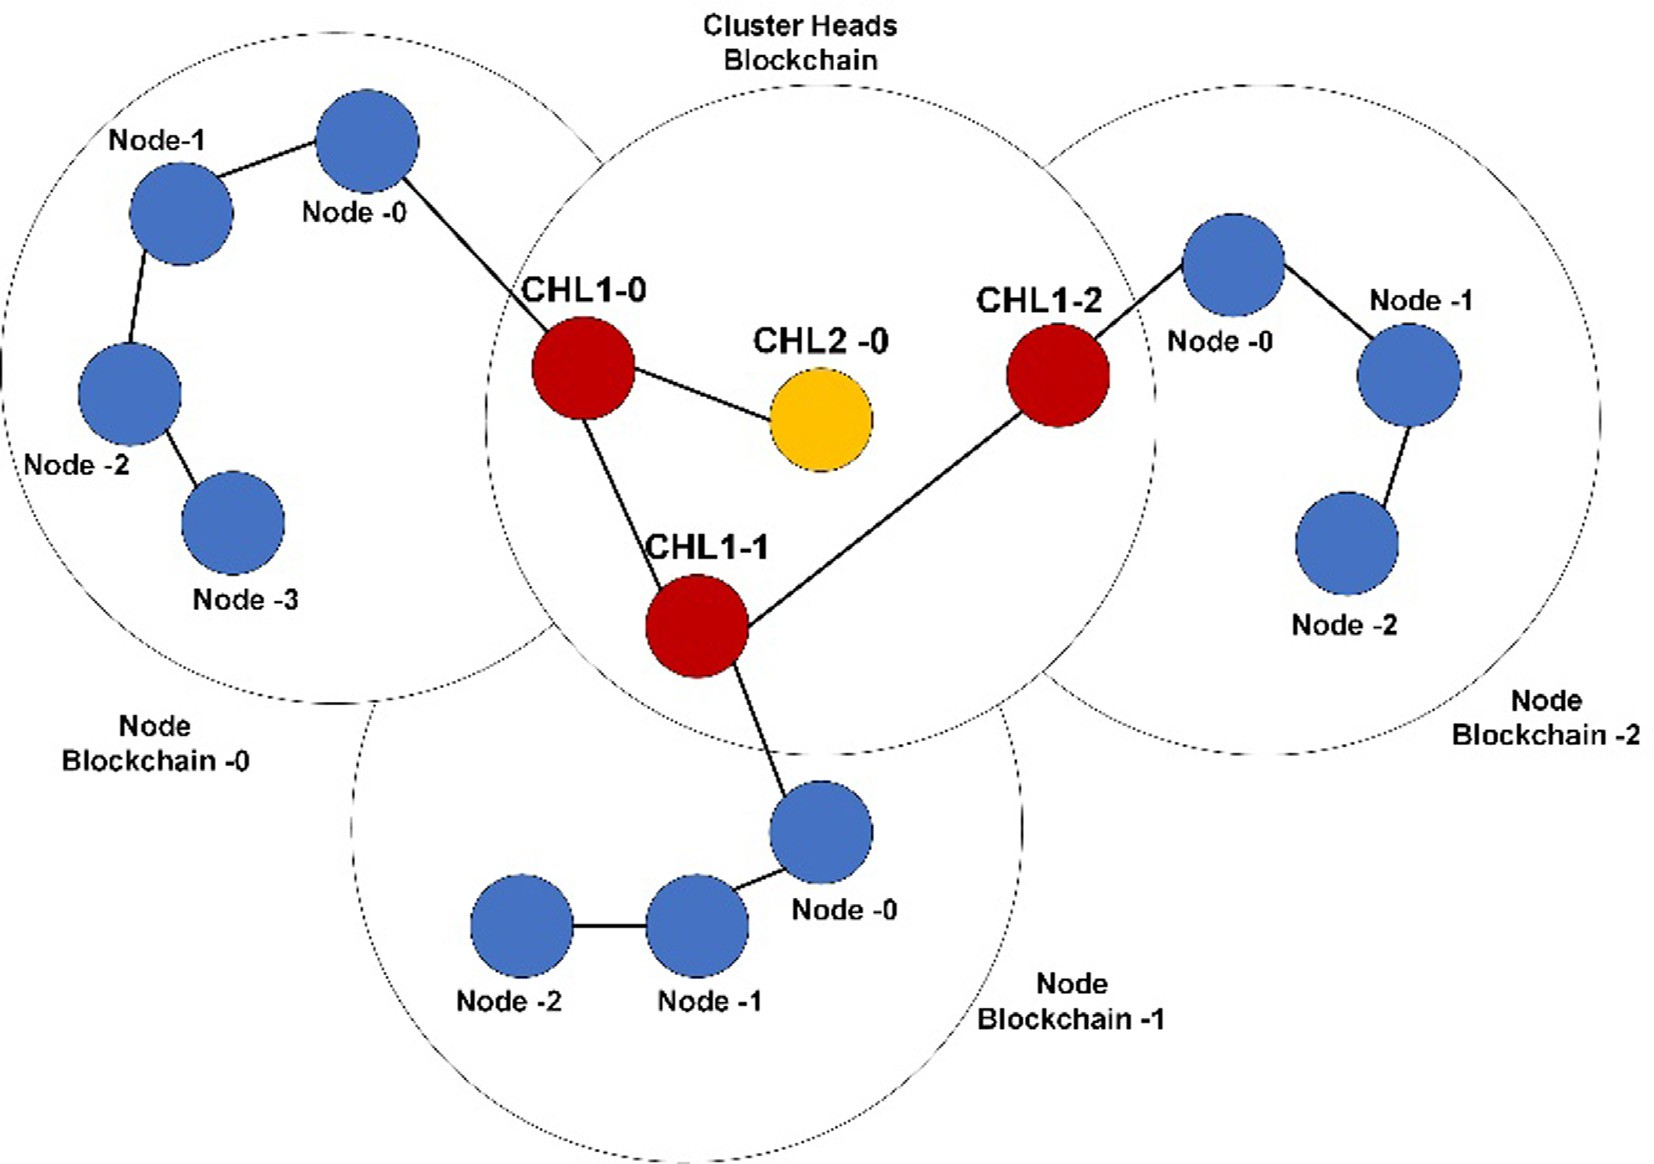 Cluster Heads
Blockchain
Node-1
Node -0
CHL1-0
CHL1-2
CHL2 -0
Node -1
Node -0
Node -2
CHL1-1
Node -3
Node -2
Node
Blockchain -0
Node
Blockchain -2
Node -0
Node -2
Node -1
Node
Blockchain -1